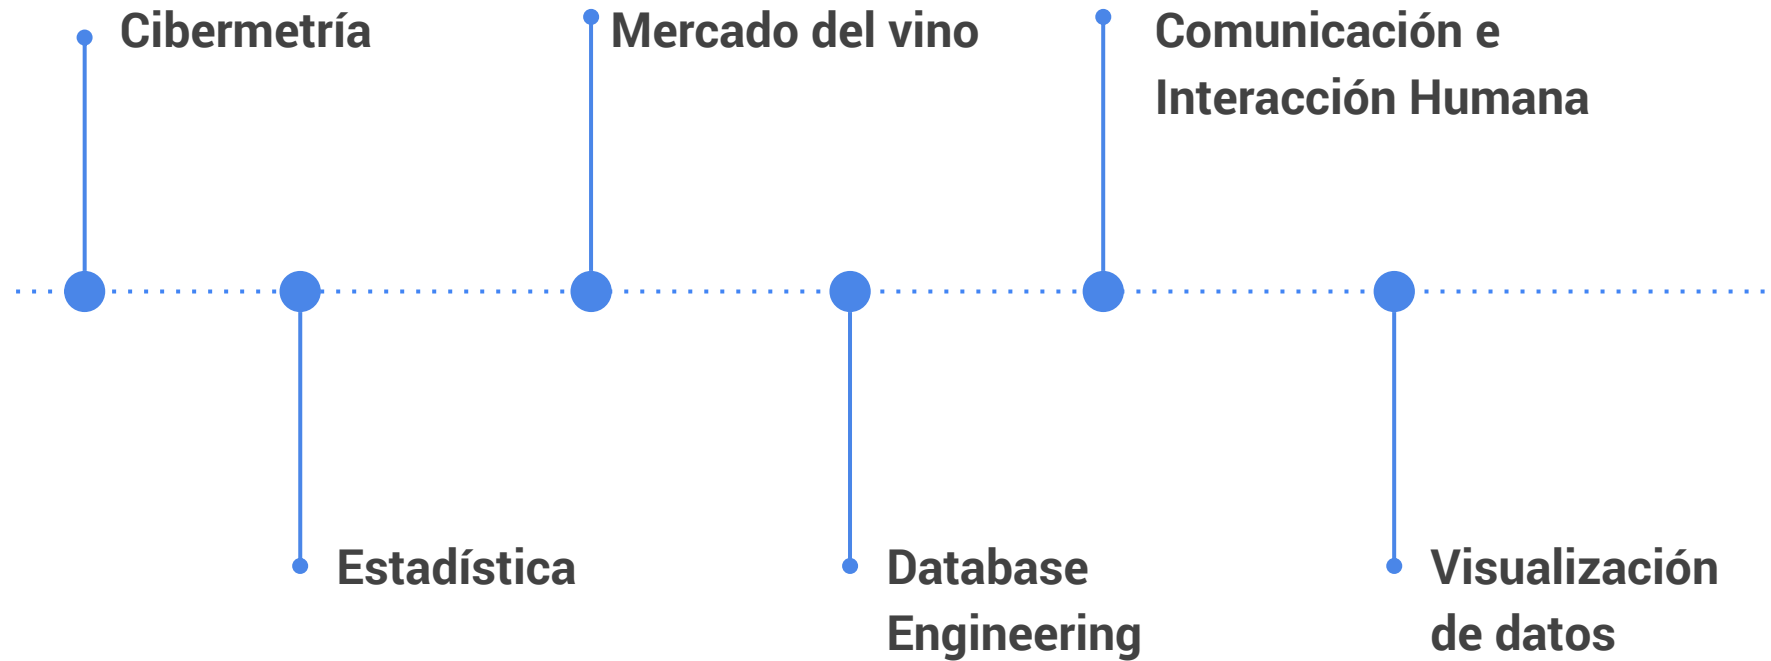 Cibermetría
Mercado del vino
Comunicación e
Interacción Humana
Estadística
Database
Engineering
Visualización
de datos